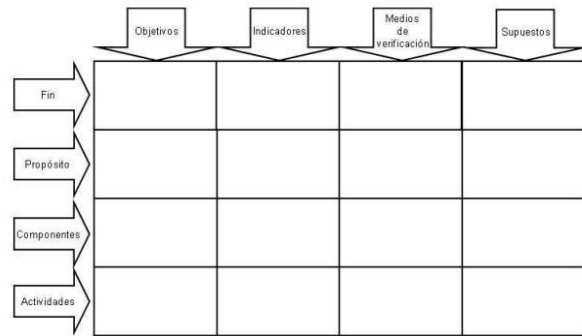 Objetivos
Indicadores
Medios
de
verificación
Supuestos
Fin
Propósito
Componentes
Actividades